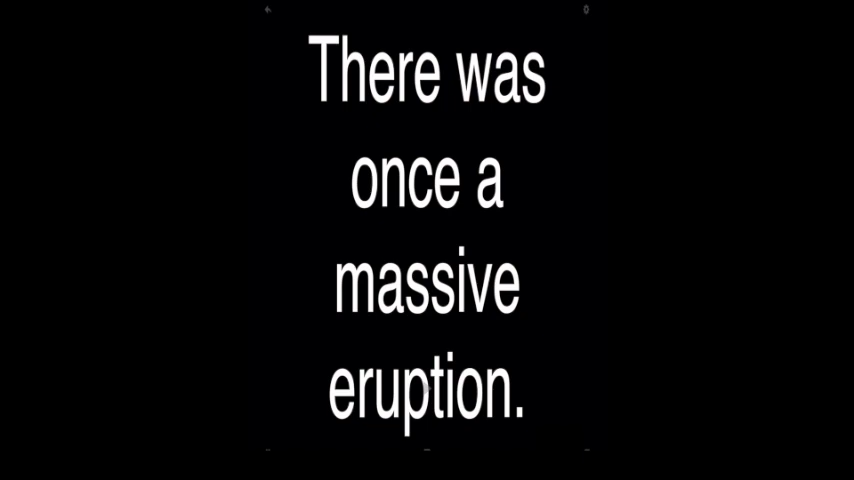 There was
once a
massive
eruption.